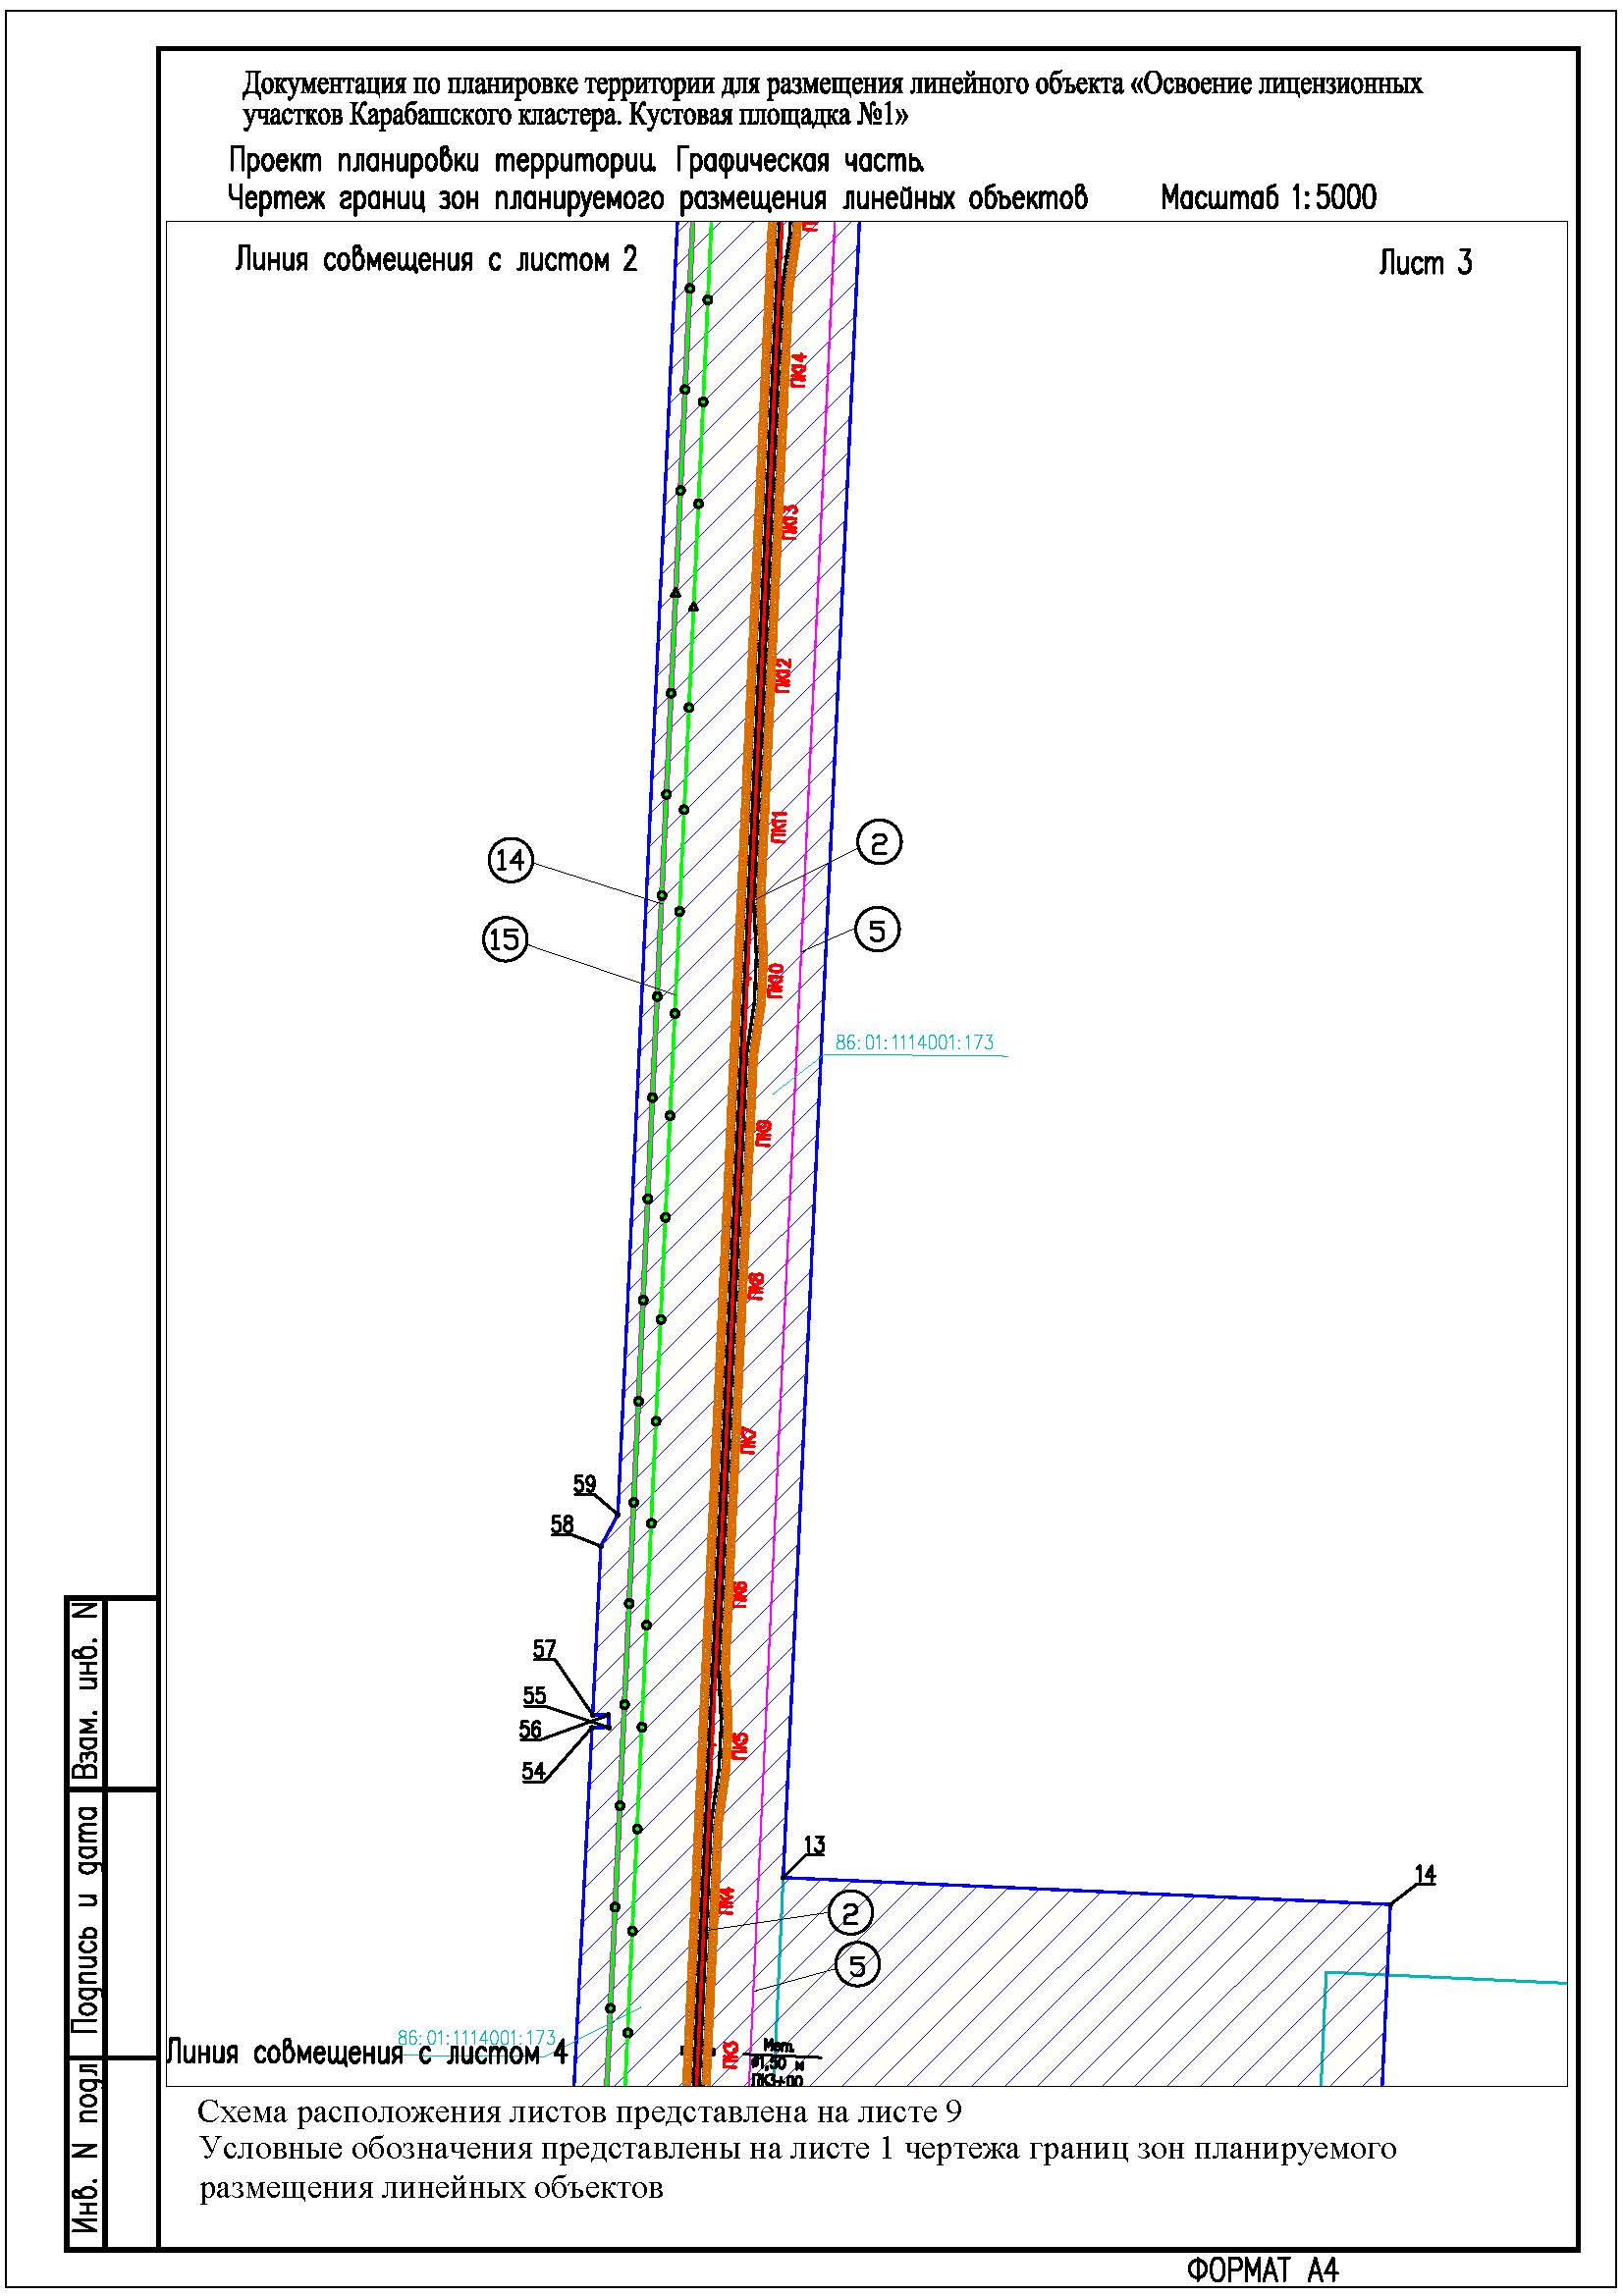 Документация по планировке территории для размещения линейного объекта «Освоение лицензионных
участков Карабашского кластера. Кустовая площадка №1»
Проект планировки территории. Графическая часть.
Чертеж границ зон планируемого размещения линейных объектов Масштаб 1:5000
Линия совмещения с листом 2
Лист 3
ПК14
ПК13
ПК12
ПК11
2
14
5
15
ПК10
86:01:1114001:173
ПК9
ПК8
ПК7
59
58
ПК6
57
55
56
54
ПК5
13
14
ПК4
2
5
86:01:1114001:173
Линия совмещения с листом 4
ПК3
Мет.
ø1,50 м
ПК3+00
Схема расположения листов представлена на листе 9
Условные обозначения представлены на листе 1 чертежа границ зон планируемого
размещения линейных объектов
Взам. инв. N
Подпись и дата
Инв. N подл
ФОРМАТ А4